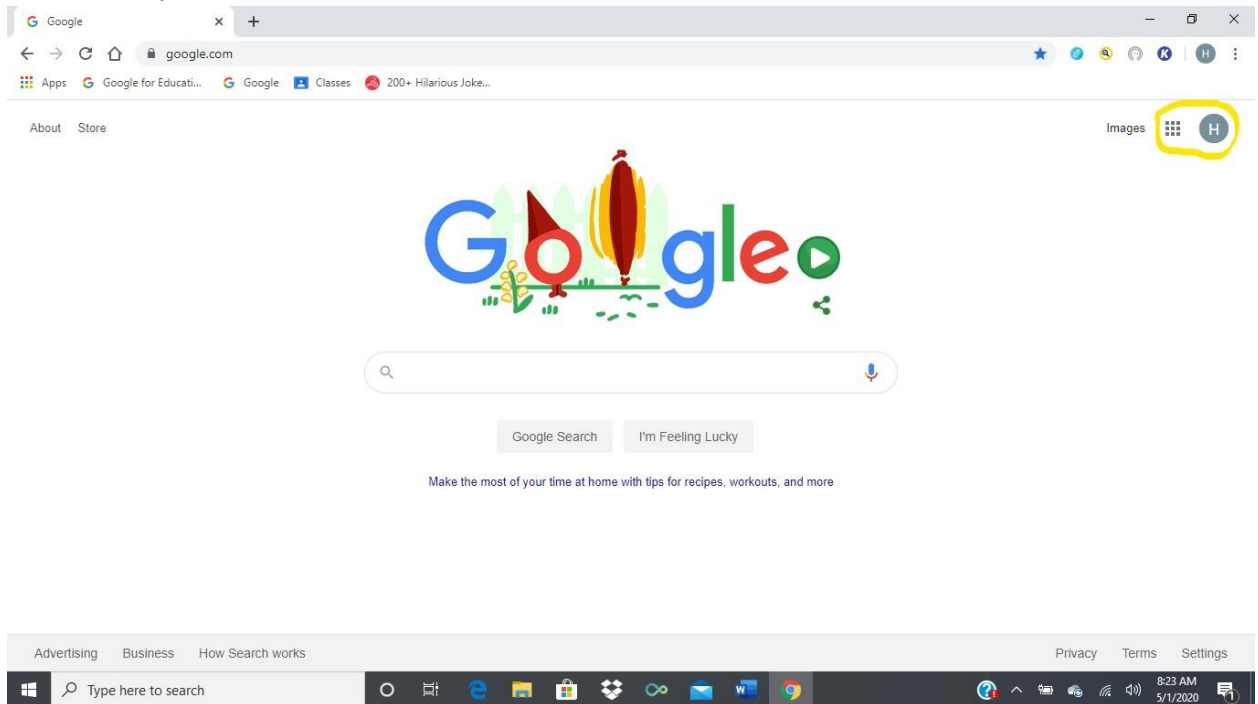 Google
google.com
Apps Google for Educati... Google Classes 200+ Hilarious Joke...
About Store Images H
Google
Google Search I'm Feeling Lucky
Make the most of your time at home with tips for recipes, workouts, and more
Advertising Business How Search works Privacy Terms Settings
Type here to search 8:23 AM
5/1/2020